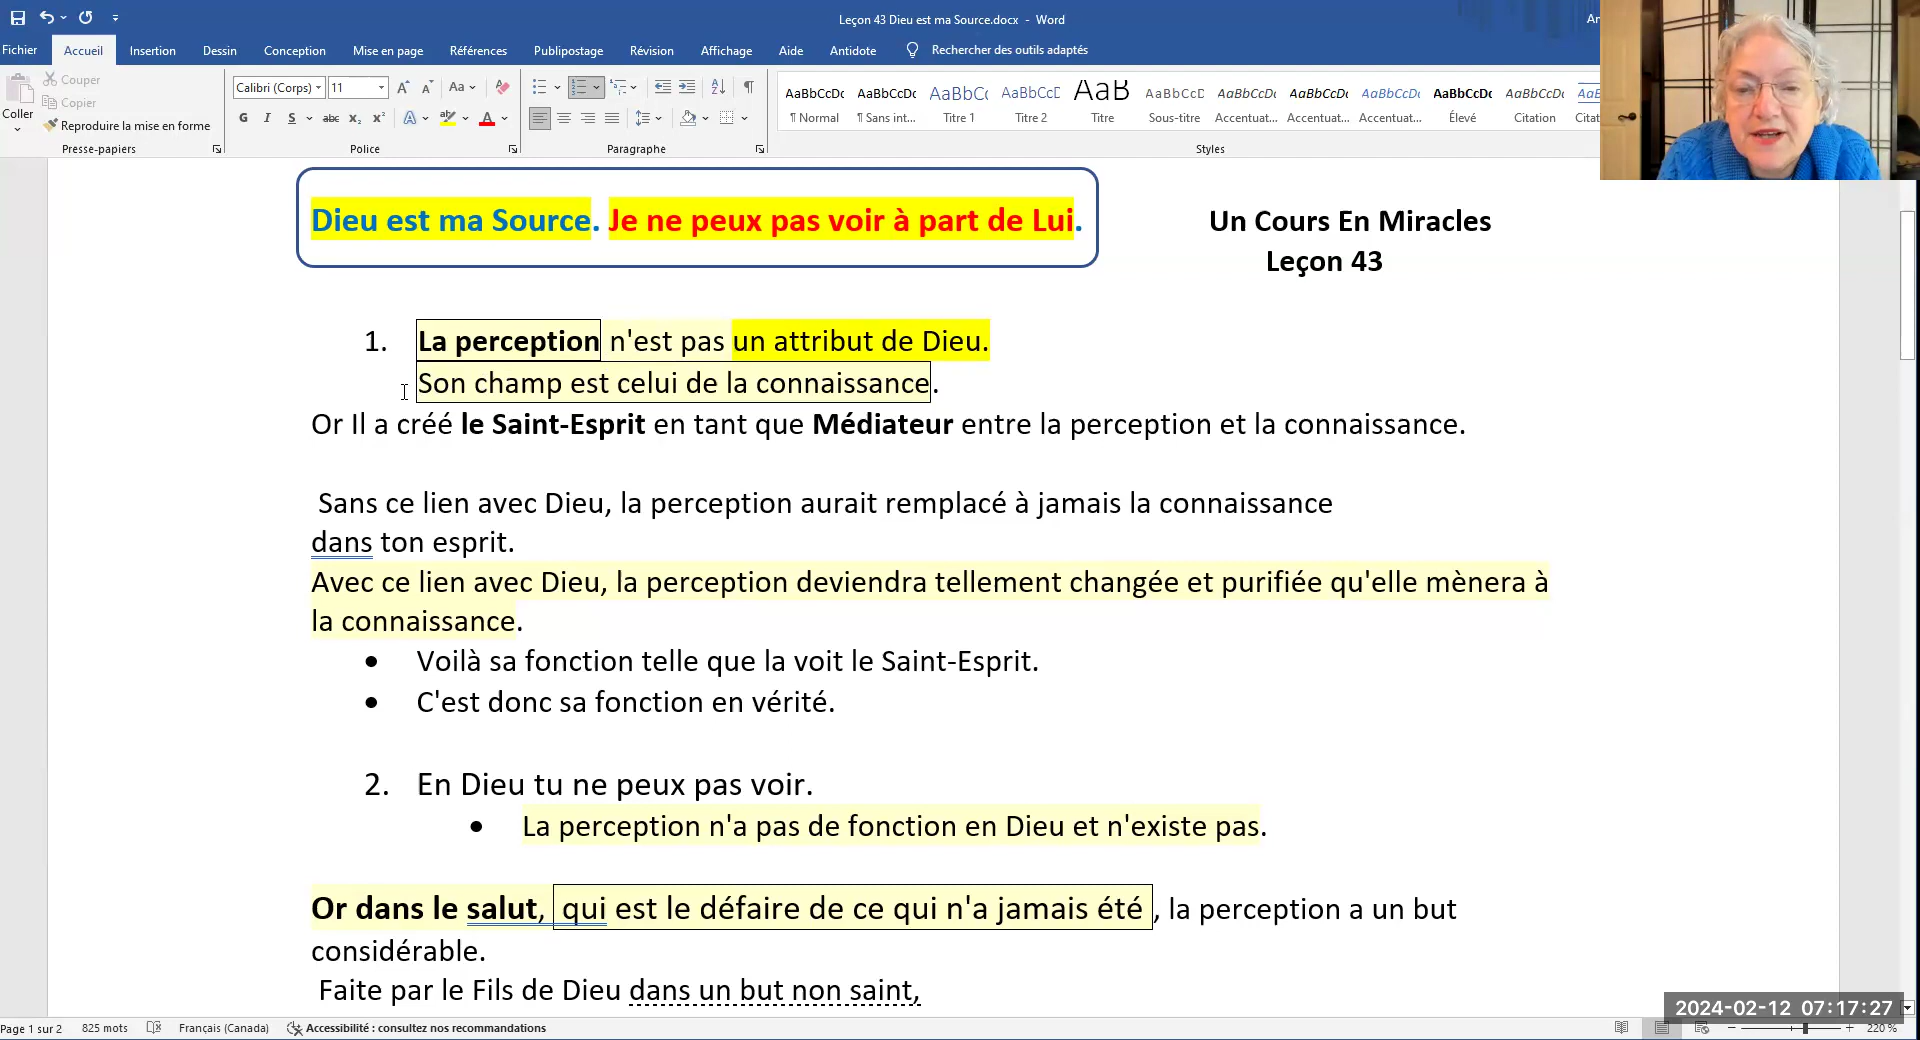 Leçon 43 Dieu est ma Source.docx - Word
Fichier Accueil Insertion Dessin Conception Mise en page Références Publipostage Révision Affichage Aide Antidote Rechercher des outils adaptés
Coller
Couper
Copier
Reproduire la mise en forme
Presse-papiers
Calibri (Corps) 11
Police
Paragraphe
AaBbCcDc AaBbCcDc AaBbCc AaBbCcD AaB AaBbCcD AaBbCcDc AaBbCcDc AaBbCcDc AaBbCcDc AaBbCcDc
¶ Normal ¶ Sans int... Titre 1 Titre 2 Titre Sous-titre Accentuat... Accentuat... Accentuat... Élevé Citation Citat
Styles
Dieu est ma Source. Je ne peux pas voir à part de Lui.
Un Cours En Miracles
Leçon 43
1. La perception n'est pas un attribut de Dieu.
Son champ est celui de la connaissance.
Or Il a créé le Saint-Esprit en tant que Médiateur entre la perception et la connaissance.
Sans ce lien avec Dieu, la perception aurait remplacé à jamais la connaissance
dans ton esprit.
Avec ce lien avec Dieu, la perception deviendra tellement changée et purifiée qu'elle mènera à
la connaissance.
• Voilà sa fonction telle que la voit le Saint-Esprit.
• C'est donc sa fonction en vérité.
2. En Dieu tu ne peux pas voir.
• La perception n'a pas de fonction en Dieu et n'existe pas.
Or dans le salut, qui est le défaire de ce qui n'a jamais été , la perception a un but
considérable.
Faite par le Fils de Dieu dans un but non saint,
2024-02-12 07:17:27
Page 1 sur 2 825 mots Français (Canada) Accessibilité : consultez nos recommandations 220 %